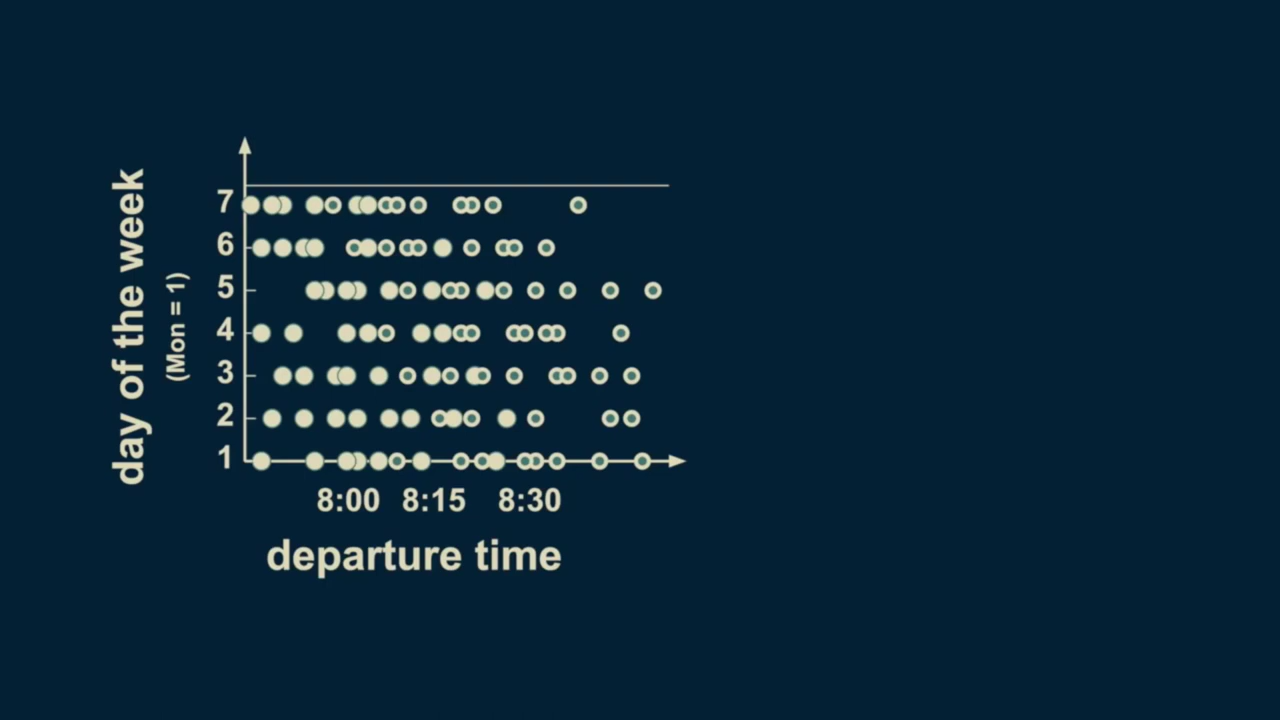 day of the week
(Mon = 1)
7
6
5
4
3
2
1
8:00 8:15 8:30
departure time